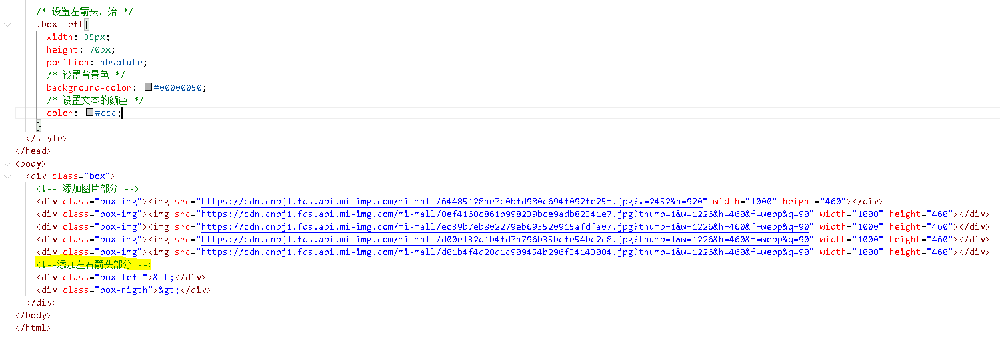 /* 设置左箭头开始 */
.box-left{
width: 35px;
height: 70px;
position: absolute;
/* 设置背景色 */
background-color: #00000050;
/* 设置文本的颜色 */
color: #ccc;
}
</style>
</head>
<body>
<div class="box">
<!-- 添加图片部分 -->
<div class="box-img"><img src="https://cdn.cnbj1.fds.api.mi-img.com/mi-mall/64485128ae7c0bfd980c694f092fe25f.jpg?w=2452&h=920" width="1000" height="460"></div>
<div class="box-img"><img src="https://cdn.cnbj1.fds.api.mi-img.com/mi-mall/0ef4160c861b998239bce9adb82341e7.jpg?thumb=1&w=1226&h=460&f=webp&q=90" width="1000" height="460"></div>
<div class="box-img"><img src="https://cdn.cnbj1.fds.api.mi-img.com/mi-mall/ec39b7eb802279eb693520915afdfa07.jpg?thumb=1&w=1226&h=460&f=webp&q=90" width="1000" height="460"></div>
<div class="box-img"><img src="https://cdn.cnbj1.fds.api.mi-img.com/mi-mall/d00e132d1b4fd7a796b35bcfe54bc2c8.jpg?thumb=1&w=1226&h=460&f=webp&q=90" width="1000" height="460"></div>
<div class="box-img"><img src="https://cdn.cnbj1.fds.api.mi-img.com/mi-mall/d01b4f4d20d1c909454b296f34143004.jpg?thumb=1&w=1226&h=460&f=webp&q=90" width="1000" height="460"></div>
<!--添加左右箭头部分 -->
<div class="box-left">&lt;</div>
<div class="box-rigth">&gt;</div>
</div>
</body>
</html>